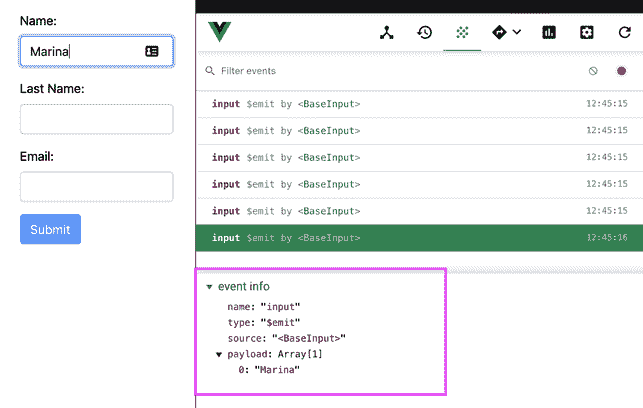 Name:
Marina
Last Name:
Email:
Submit
Filter events
input $emit by <BaseInput> 12:45:15
input $emit by <BaseInput> 12:45:15
input $emit by <BaseInput> 12:45:15
input $emit by <BaseInput> 12:45:15
input $emit by <BaseInput> 12:45:15
input $emit by <BaseInput> 12:45:16
event info
name: "input"
type: "$emit"
source: "<BaseInput>"
payload: Array[1]
0: "Marina"